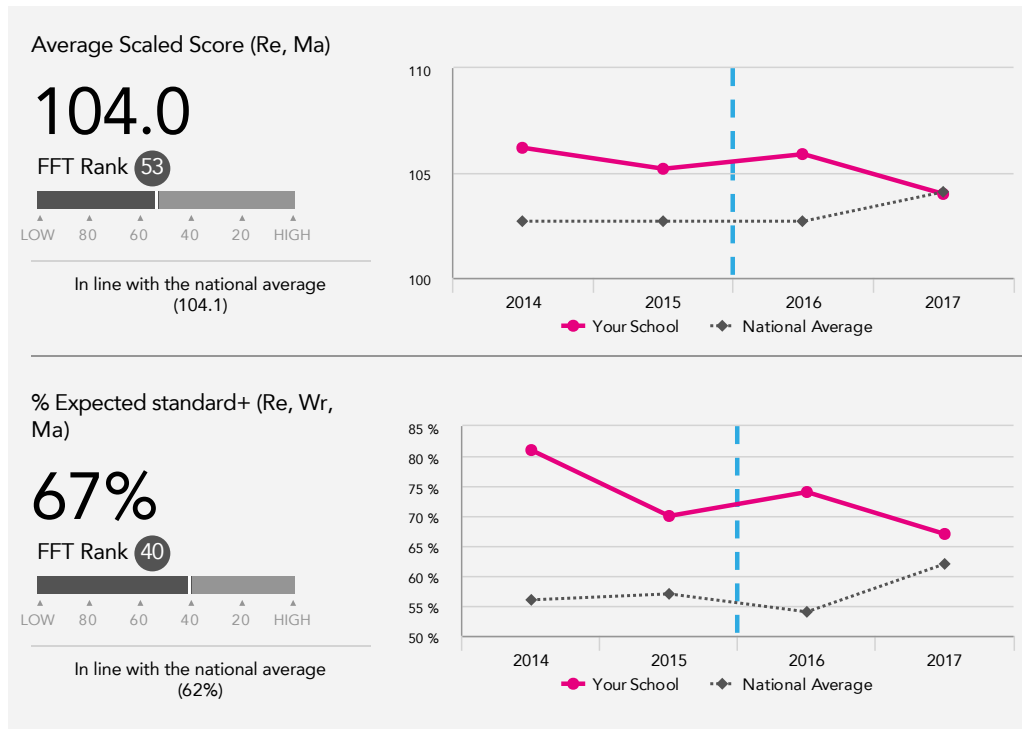 Average Scaled Score (Re, Ma)
104.0
FFT Rank 53
LOW 80 60 40 20 HIGH
In line with the national average
(104.1)
110
105
100
2014 2015 2016 2017
Your School National Average
% Expected standard+ (Re, Wr,
Ma)
67%
FFT Rank 40
LOW 80 60 40 20 HIGH
In line with the national average
(62%)
85 %
80 %
75 %
70 %
65 %
60 %
55 %
50 %
2014 2015 2016 2017
Your School National Average